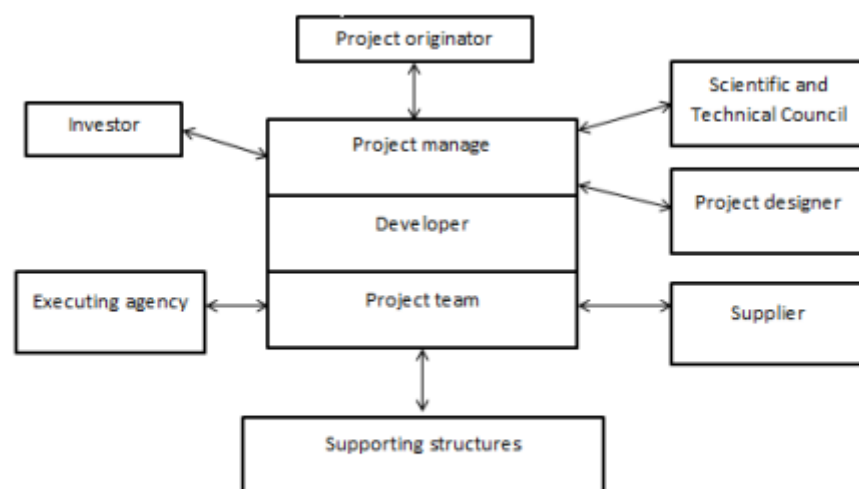 Project originator
Scientific and
Technical Council
Investor
Project manage
Project designer
Developer
Executing agency
Project team
Supplier
Supporting structures